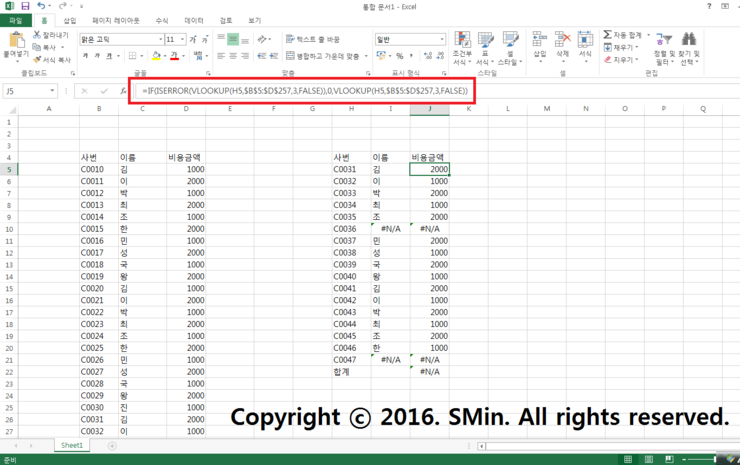 통합 문서1 - Excel
파일 홈 삽입 페이지 레이아웃 수식 데이터 검토 보기
잘라내기 맑은 고딕 11 텍스트 줄 바꿈 일반 자동 합계
붙여넣기 복사 병합하고 가운데 맞춤 조건부 서식 표 서식 셀 스타일 삽입 삭제 서식 채우기 정렬 및 필터 찾기 및 선택
서식 복사 지우기
클립보드 글꼴 맞춤 표시 형식 스타일 셀 편집
J5 fx =IF(ISERROR(VLOOKUP(H5,$B$5:$D$257,3,FALSE)),0,VLOOKUP(H5,$B$5:$D$257,3,FALSE))
A B C D E F G H I J K L M N O P Q
1
2
3
4 사번 이름 비용금액 사번 이름 비용금액
5 C0010 김 1000 C0031 김 2000
6 C0011 이 2000 C0032 이 1000
7 C0012 박 1000 C0033 박 2000
8 C0013 최 2000 C0034 최 1000
9 C0014 조 1000 C0035 조 2000
10 C0015 한 2000 C0036 #N/A #N/A
11 C0016 민 1000 C0037 민 2000
12 C0017 성 2000 C0038 성 1000
13 C0018 국 1000 C0039 국 2000
14 C0019 왕 2000 C0040 왕 1000
15 C0020 김 1000 C0041 김 2000
16 C0021 이 2000 C0042 이 1000
17 C0022 박 1000 C0043 박 2000
18 C0023 최 2000 C0044 최 1000
19 C0024 조 1000 C0045 조 2000
20 C0025 한 2000 C0046 한 1000
21 C0026 민 1000 C0047 #N/A #N/A
22 C0027 성 2000 합계 #N/A
23 C0028 국 1000
24 C0029 왕 2000
25 C0030 진 1000
26 C0031 김 2000
27 C0032 이 1000
Copyright ⓒ 2016. SMin. All rights reserved.
Sheet1
준비